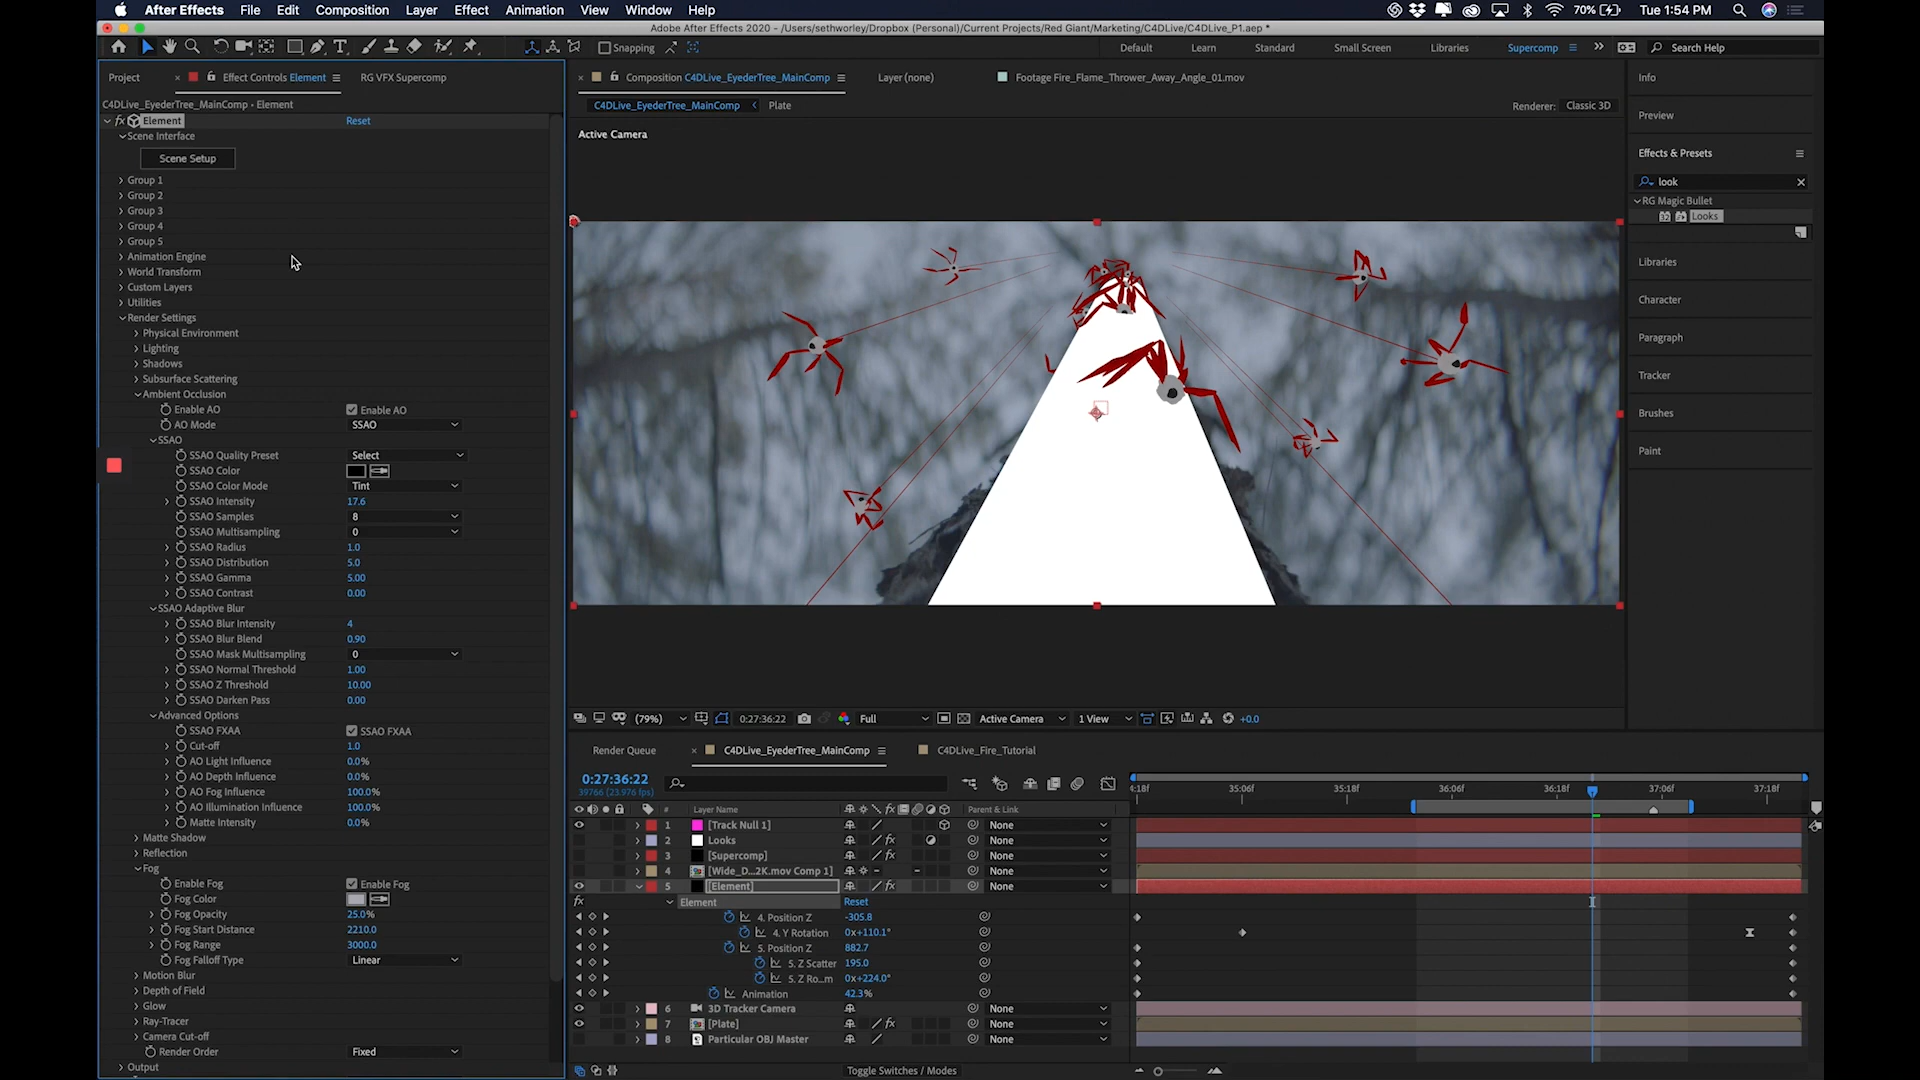 After Effects File Edit Composition Layer Effect Animation View Window Help 70% Tue 1:54 PM
Adobe After Effects 2020 - /Users/sethworley/Dropbox (Personal)/Current Projects/Red Giant/Marketing/C4DLive/C4DLive_P1.aep *
Snapping Default Learn Standard Small Screen Libraries Supercomp Search Help
Project Effect Controls Element RG VFX Supercomp
Composition C4DLive_EyederTree_MainComp Layer (none) Footage Fire_Flame_Thrower_Away_Angle_01.mov
C4DLive_EyederTree_MainComp • Element
C4DLive_EyederTree_MainComp Plate Renderer: Classic 3D
Active Camera
fx Element Reset
Scene Interface
Scene Setup
Group 1
Group 2
Group 3
Group 4
Group 5
Animation Engine
World Transform
Custom Layers
Utilities
Render Settings
Physical Environment
Lighting
Shadows
Subsurface Scattering
Ambient Occlusion
Enable AO Enable AO
AO Mode SSAO
SSAO
SSAO Quality Preset Select
SSAO Color
SSAO Color Mode Tint
SSAO Intensity 17.6
SSAO Samples 8
SSAO Multisampling 0
SSAO Radius 1.0
SSAO Distribution 5.0
SSAO Gamma 5.00
SSAO Contrast 0.00
SSAO Adaptive Blur
SSAO Blur Intensity 4
SSAO Blur Blend 0.90
SSAO Mask Multisampling 0
SSAO Normal Threshold 1.00
SSAO Z Threshold 10.00
SSAO Darken Pass 0.00
Advanced Options
SSAO FXAA SSAO FXAA
Cut-off 1.0
AO Light Influence 0.0%
AO Depth Influence 0.0%
AO Fog Influence 100.0%
AO Illumination Influence 100.0%
Matte Intensity 0.0%
Matte Shadow
Reflection
Fog
Enable Fog Enable Fog
Fog Color
Fog Opacity 25.0%
Fog Start Distance 2210.0
Fog Range 3000.0
Fog Falloff Type Linear
Motion Blur
Depth of Field
Glow
Ray-Tracer
Camera Cut-off
Render Order Fixed
Output
Info
Preview
Effects & Presets
look
RG Magic Bullet
Looks
Libraries
Character
Paragraph
Tracker
Brushes
Paint
(79%) 0:27:36:22 Full Active Camera 1 View +0.0
Render Queue C4DLive_EyederTree_MainComp C4DLive_Fire_Tutorial
0:27:36:22
39766 (23.976 fps)
:18f 35:06f 35:18f 36:06f 36:18f 37:06f 37:18f
# Layer Name Parent & Link
1 [Track Null 1] None
2 Looks fx None
3 [Supercomp] fx None
4 [Wide_D...2K.mov Comp 1] None
5 [Element] fx None
fx Element Reset
4. Position Z -305.8
4. Y Rotation 0x+110.1°
5. Position Z 882.7
5. Z Scatter 195.0
5. Z Ro...m 0x+224.0°
Animation 42.3%
6 3D Tracker Camera None
7 [Plate] fx None
8 Particular OBJ Master None
Toggle Switches / Modes